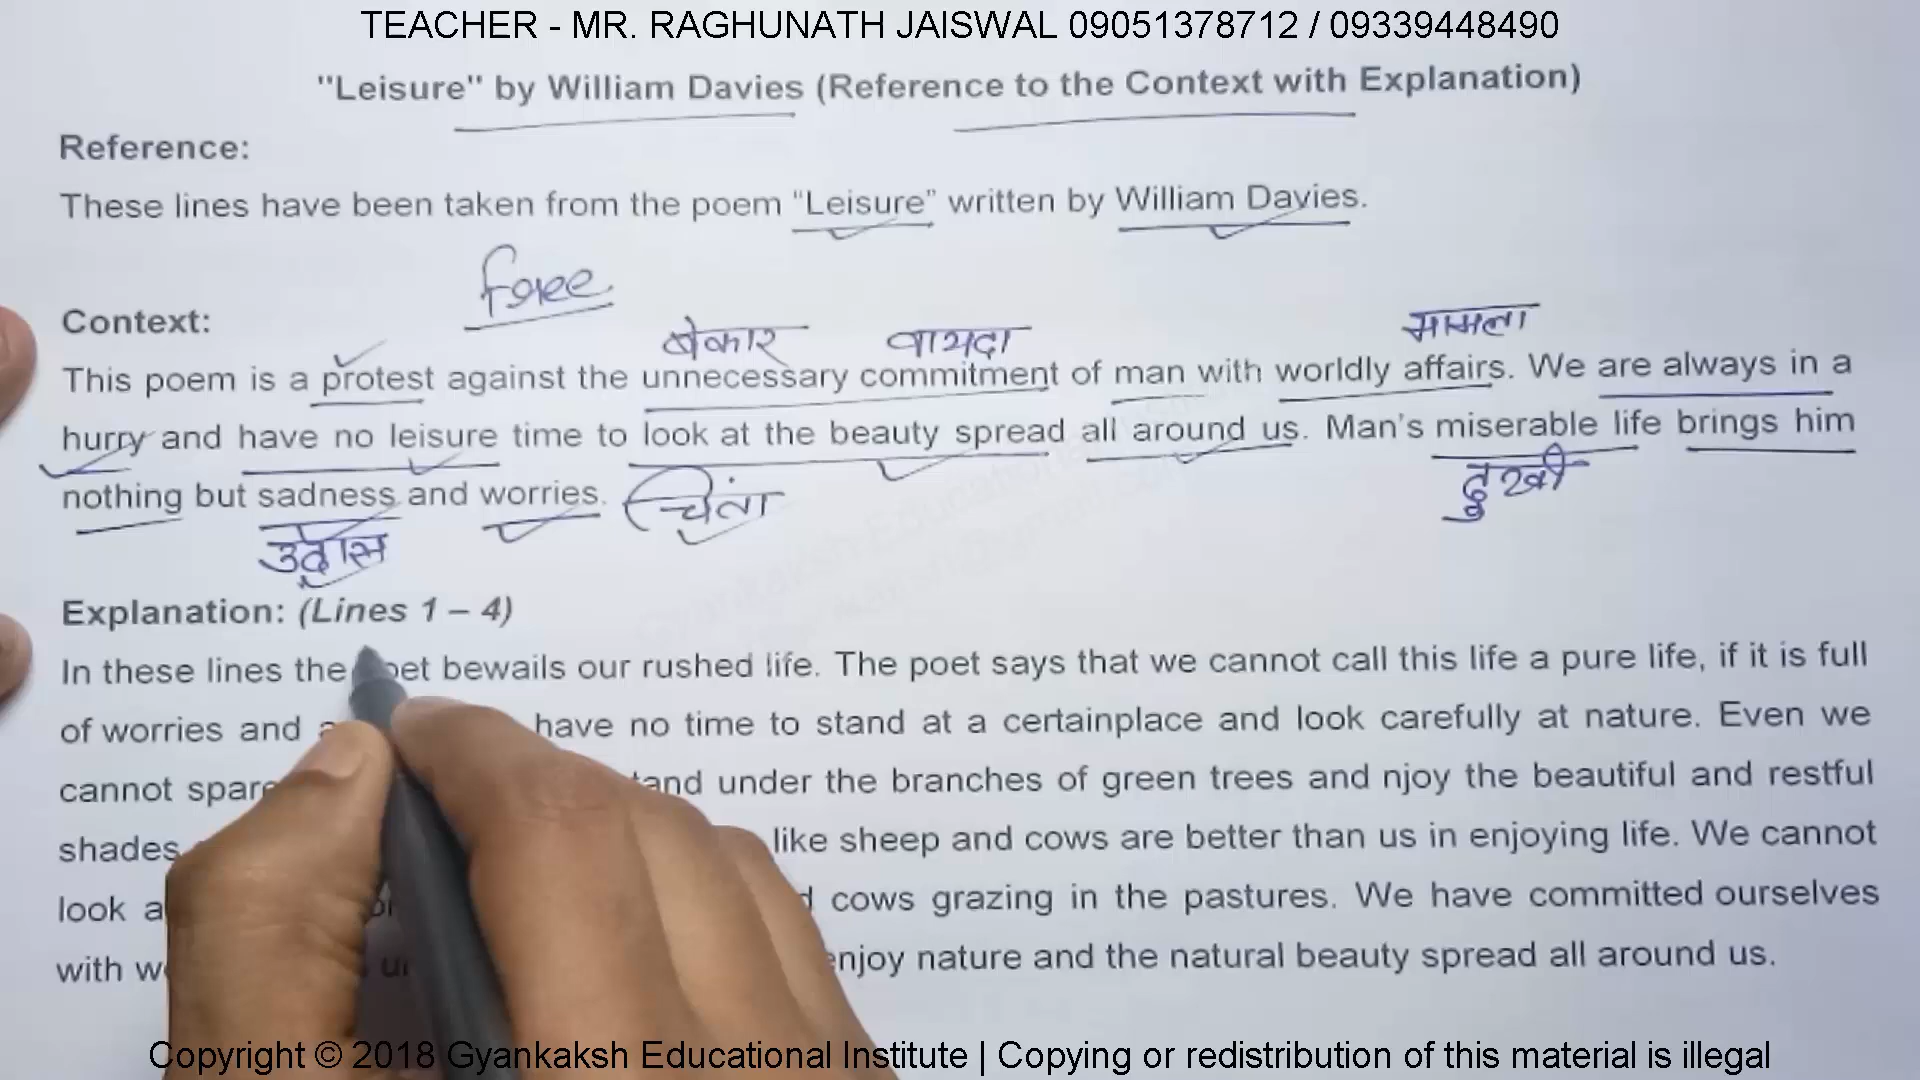 TEACHER - MR. RAGHUNATH JAISWAL 09051378712 / 09339448490
"Leisure" by William Davies (Reference to the Context with Explanation)
Reference:
These lines have been taken from the poem “Leisure” written by William Davies.
free
Context:
बेकार वायदा मामला
This poem is a protest against the unnecessary commitment of man with worldly affairs. We are always in a
hurry and have no leisure time to look at the beauty spread all around us. Man’s miserable life brings him
nothing but sadness and worries. चिंता दुखी
उदास
Explanation: (Lines 1 – 4)
In these lines the poet bewails our rushed life. The poet says that we cannot call this life a pure life, if it is full
of worries and have no time to stand at a certainplace and look carefully at nature. Even we
cannot spare stand under the branches of green trees and njoy the beautiful and restful
shades like sheep and cows are better than us in enjoying life. We cannot
look cows grazing in the pastures. We have committed ourselves
with enjoy nature and the natural beauty spread all around us.
Copyright © 2018 Gyankaksh Educational Institute | Copying or redistribution of this material is illegal